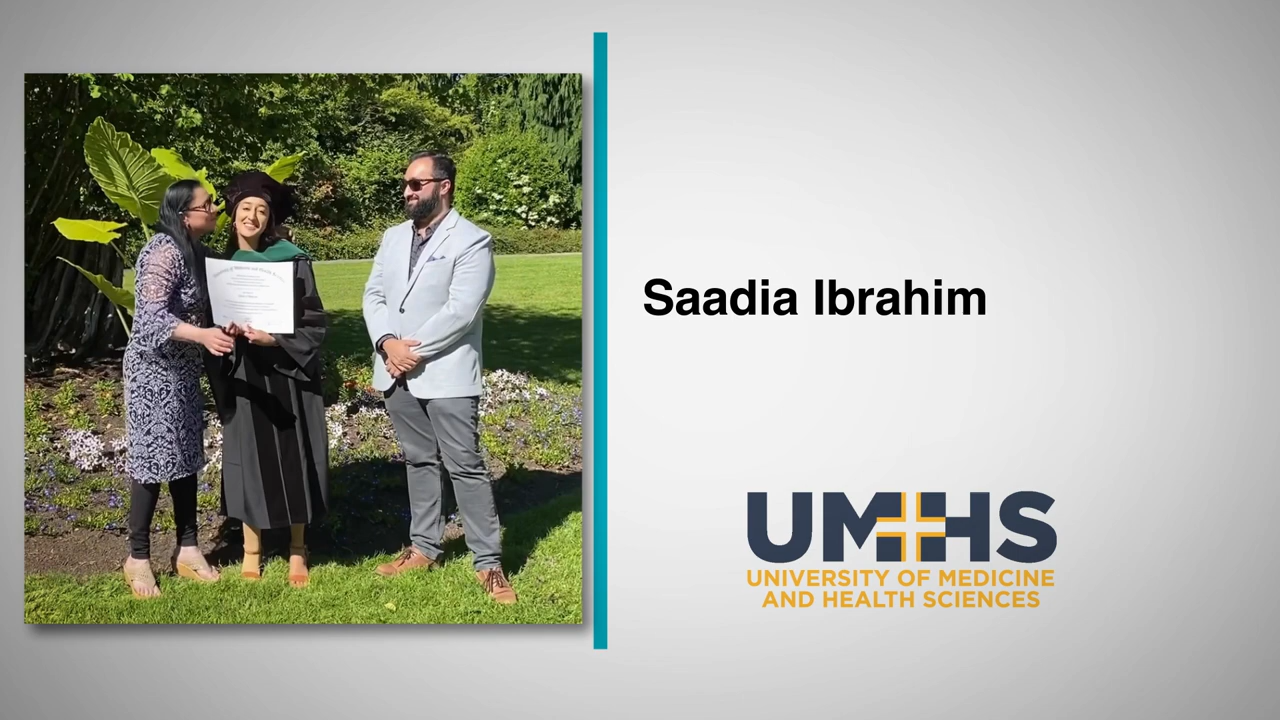 Saadia Ibrahim
UMHS
UNIVERSITY OF MEDICINE
AND HEALTH SCIENCES